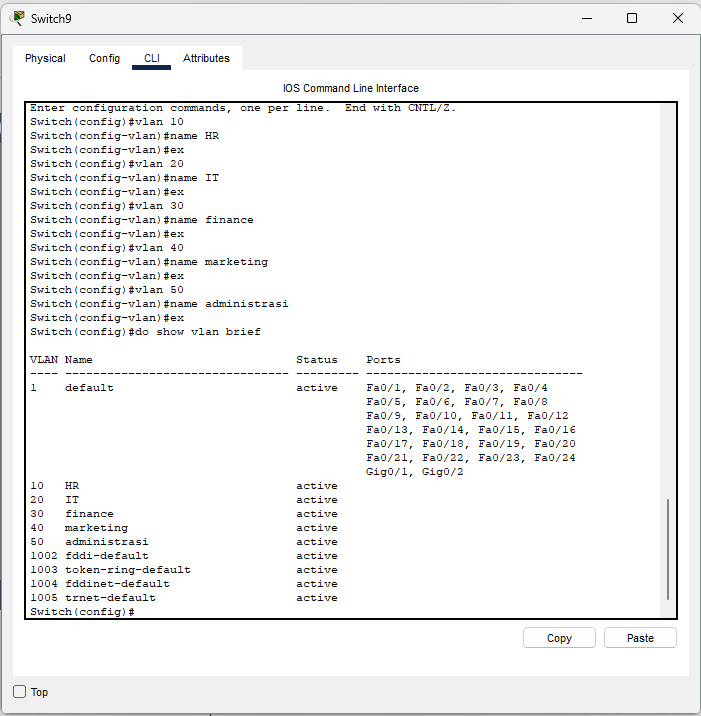 Switch9
Physical Config CLI Attributes
IOS Command Line Interface
Enter configuration commands, one per line.  End with CNTL/Z.
Switch(config)#vlan 10
Switch(config-vlan)#name HR
Switch(config-vlan)#ex
Switch(config)#vlan 20
Switch(config-vlan)#name IT
Switch(config-vlan)#ex
Switch(config)#vlan 30
Switch(config-vlan)#name finance
Switch(config-vlan)#ex
Switch(config)#vlan 40
Switch(config-vlan)#name marketing
Switch(config-vlan)#ex
Switch(config)#vlan 50
Switch(config-vlan)#name administrasi
Switch(config-vlan)#ex
Switch(config)#do show vlan brief
VLAN Name                             Status    Ports
---- -------------------------------- --------- -------------------------------
1    default                          active    Fa0/1, Fa0/2, Fa0/3, Fa0/4
                                                Fa0/5, Fa0/6, Fa0/7, Fa0/8
                                                Fa0/9, Fa0/10, Fa0/11, Fa0/12
                                                Fa0/13, Fa0/14, Fa0/15, Fa0/16
                                                Fa0/17, Fa0/18, Fa0/19, Fa0/20
                                                Fa0/21, Fa0/22, Fa0/23, Fa0/24
                                                Gig0/1, Gig0/2
10   HR                               active
20   IT                               active
30   finance                          active
40   marketing                        active
50   administrasi                     active
1002 fddi-default                     active
1003 token-ring-default               active
1004 fddinet-default                  active
1005 trnet-default                    active
Switch(config)#
Copy Paste
Top